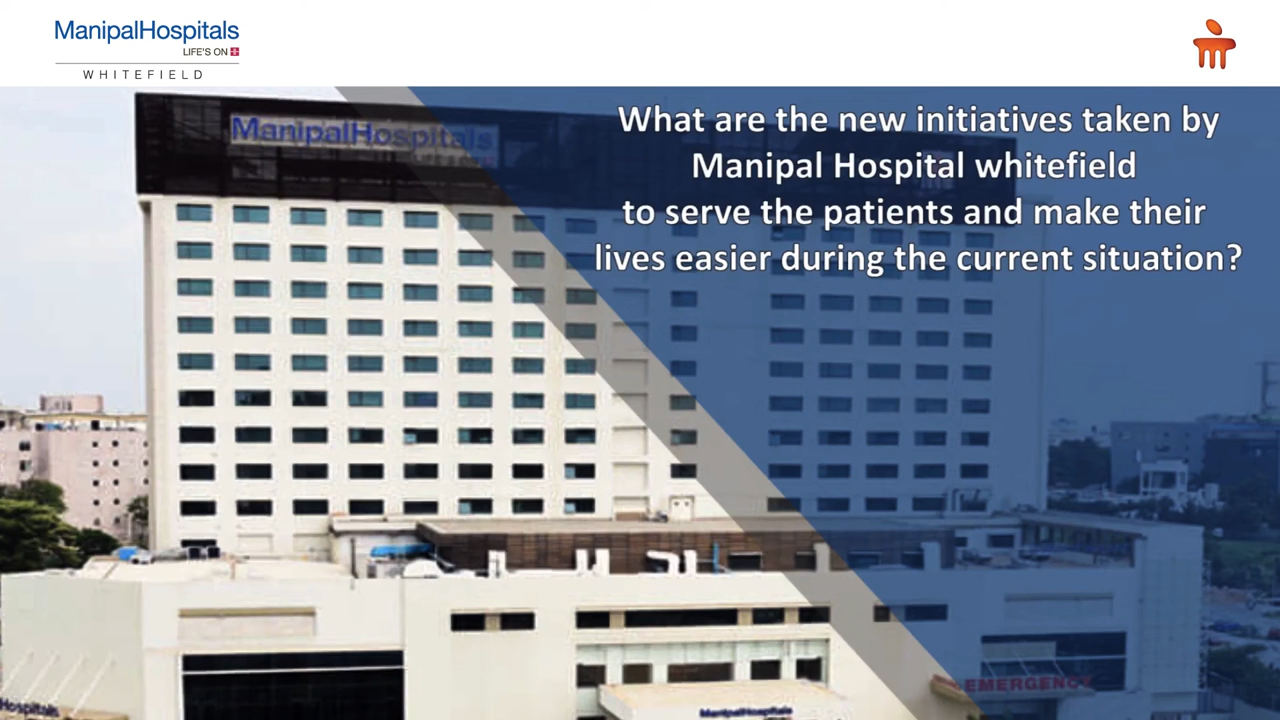 ManipalHospitals
LIFE'S ON
WHITEFIELD
What are the new initiatives taken by
Manipal Hospital whitefield
to serve the patients and make their
lives easier during the current situation?
ManipalHospitals
EMERGENCY
Hospitals
ManipalHospitals